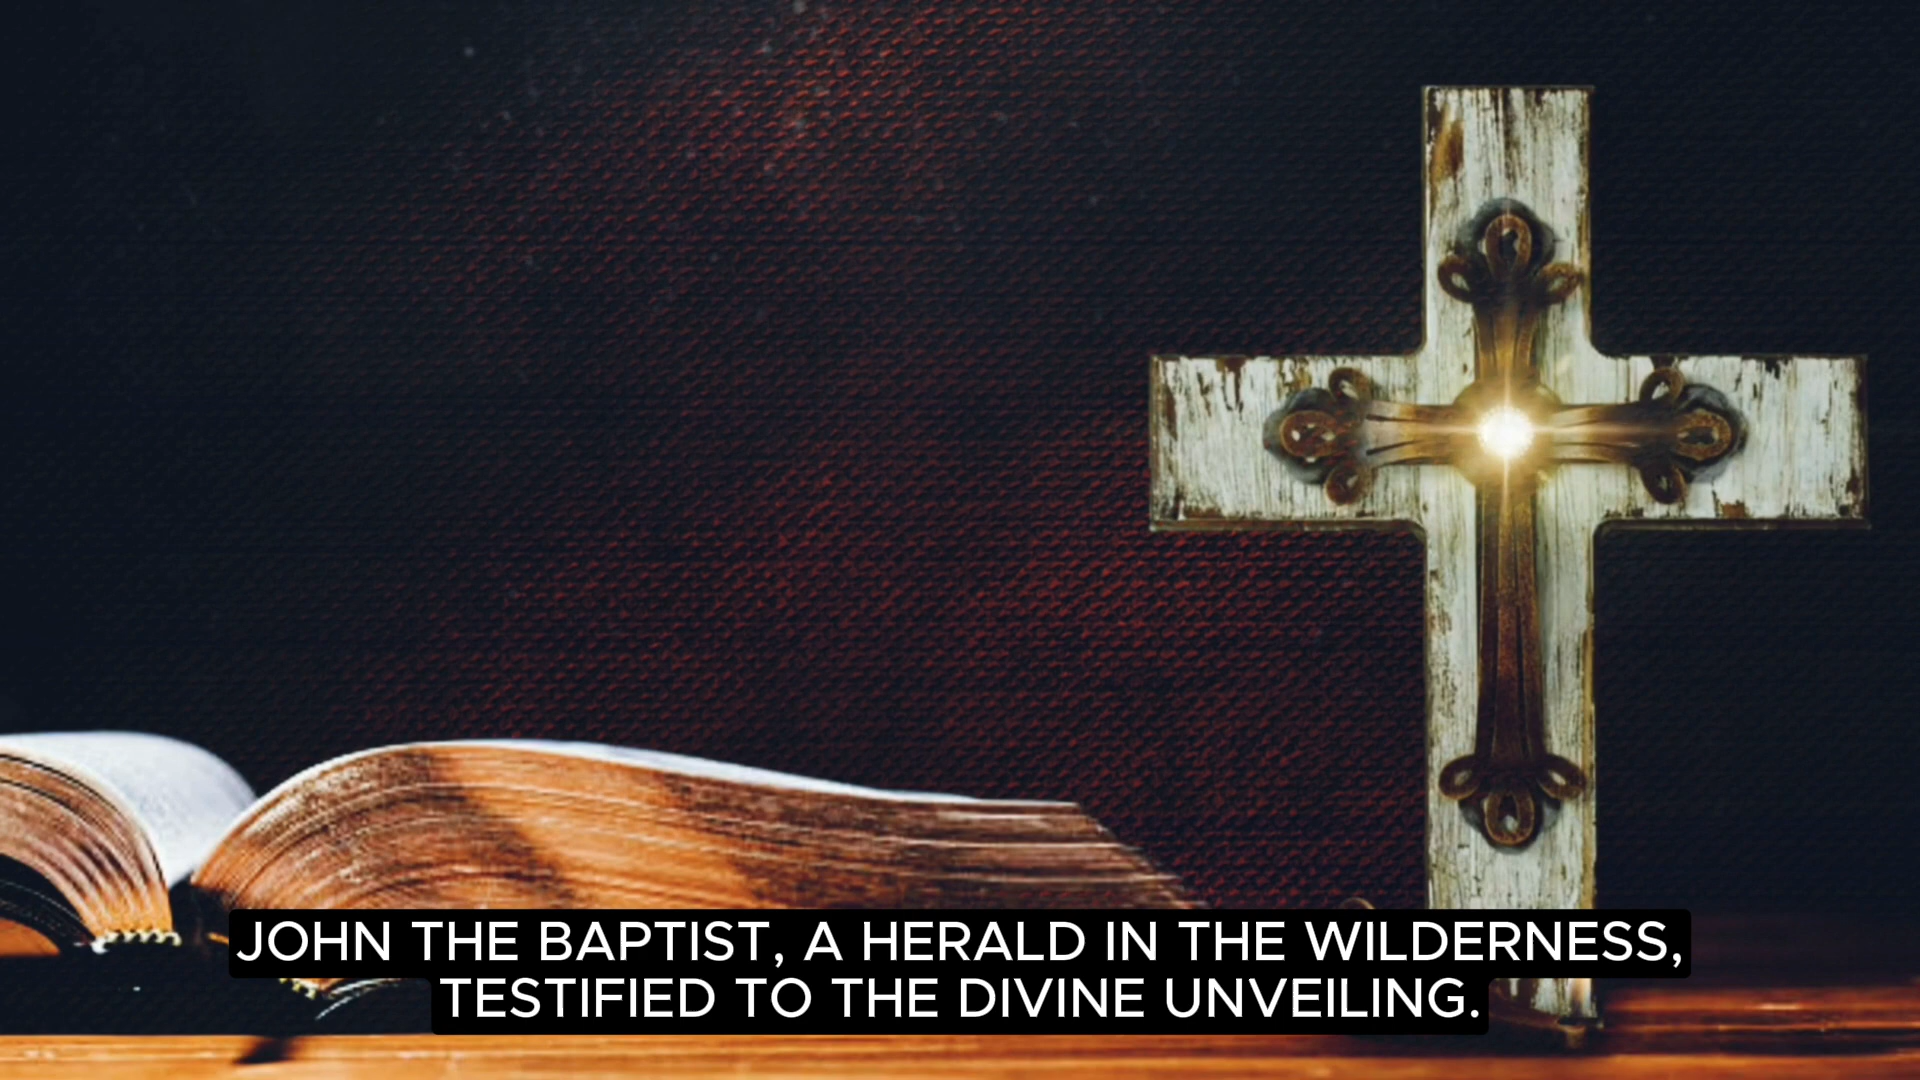 JOHN THE BAPTIST, A HERALD IN THE WILDERNESS,
TESTIFIED TO THE DIVINE UNVEILING.